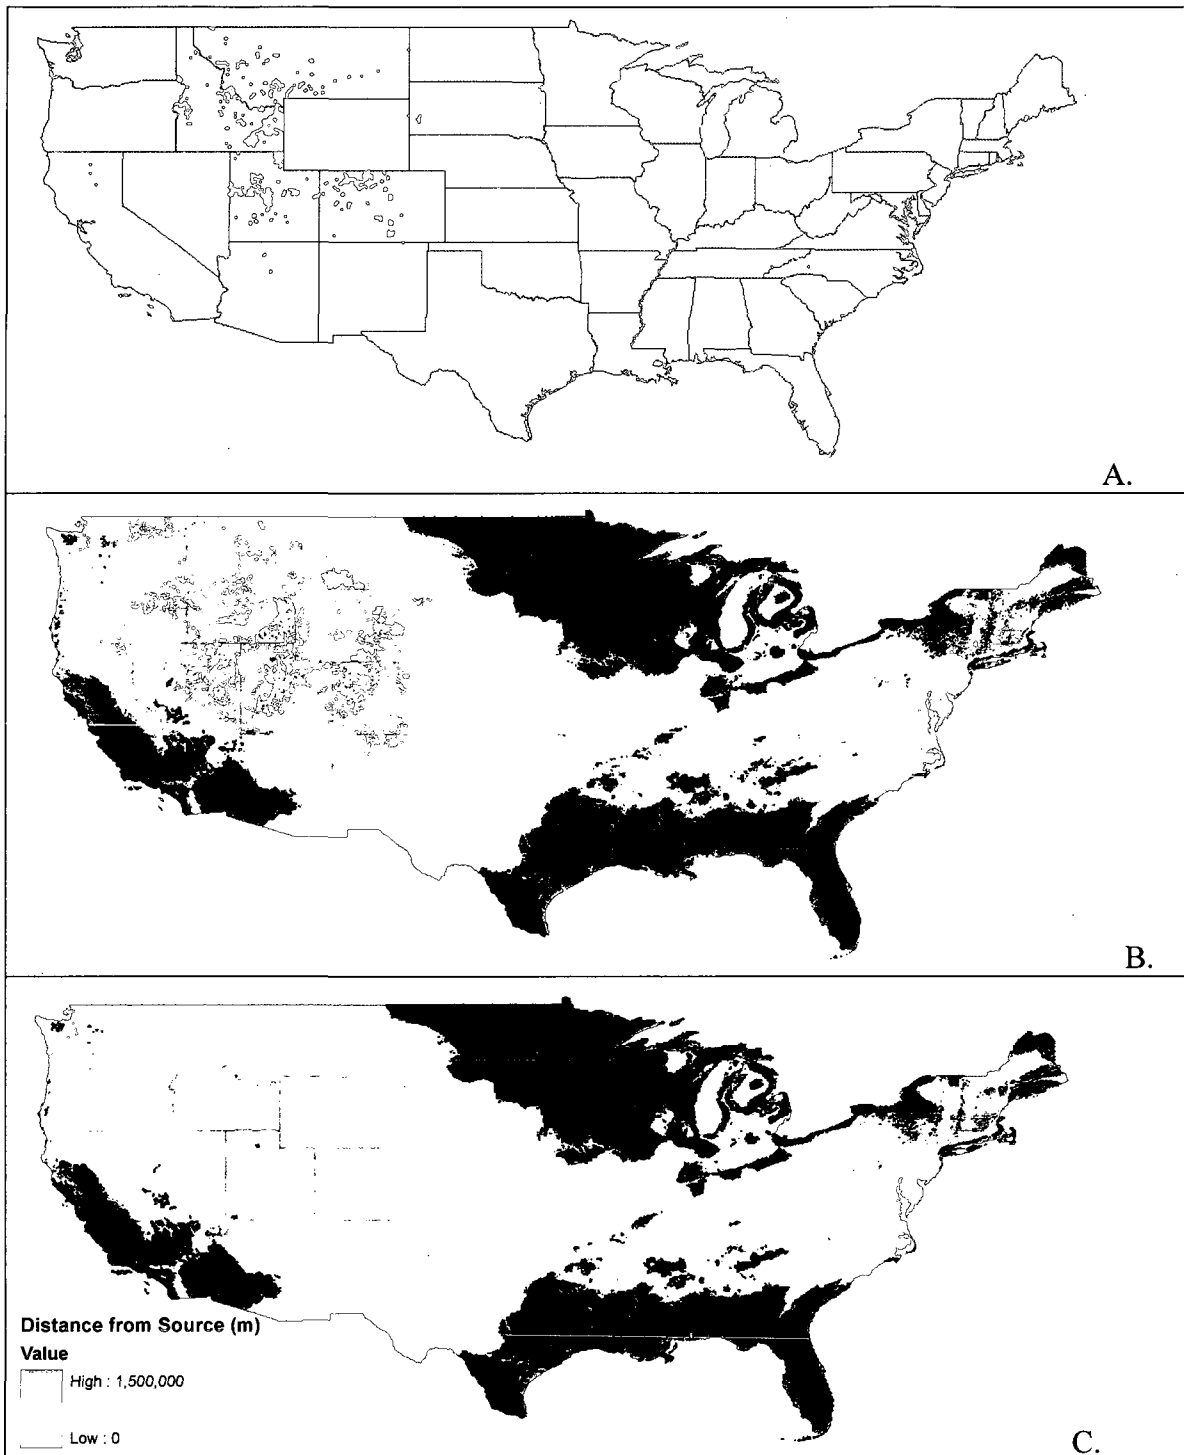 A.
B.
Distance from Source (m)
Value
High : 1,500,000
Low : 0
C.